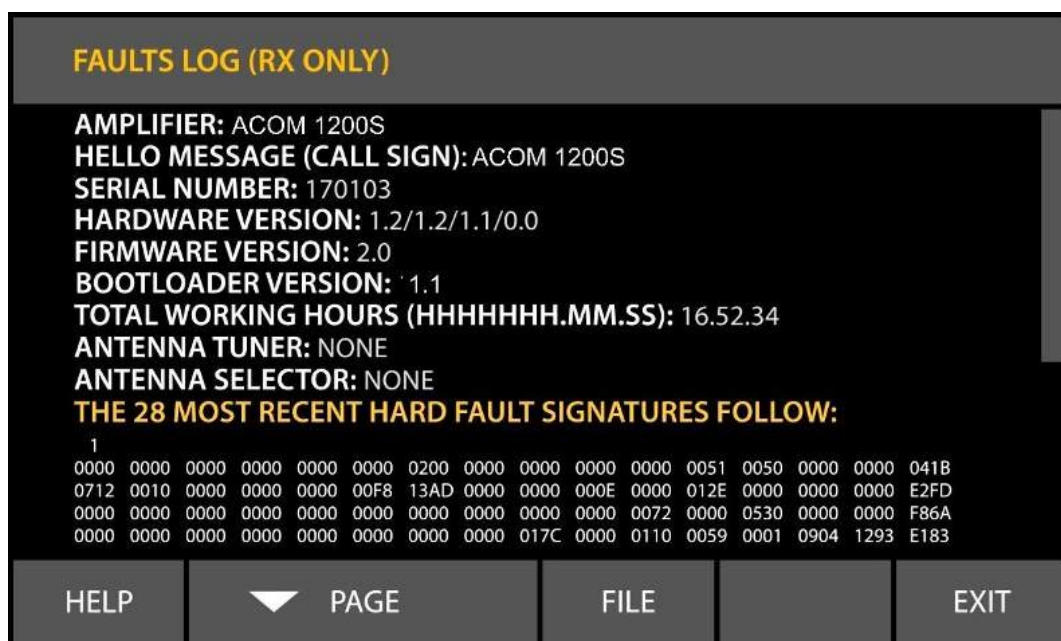 FAULTS LOG (RX ONLY)
AMPLIFIER: ACOM 1200S
HELLO MESSAGE (CALL SIGN): ACOM 1200S
SERIAL NUMBER: 170103
HARDWARE VERSION: 1.2/1.2/1.1/0.0
FIRMWARE VERSION: 2.0
BOOTLOADER VERSION: 1.1
TOTAL WORKING HOURS (HHHHHHH.MM.SS): 16.52.34
ANTENNA TUNER: NONE
ANTENNA SELECTOR: NONE
THE 28 MOST RECENT HARD FAULT SIGNATURES FOLLOW:
1
0000 0000 0000 0000 0000 0000 0200 0000 0000 0000 0000 0051 0050 0000 0000 041B
0712 0010 0000 0000 0000 00F8 13AD 0000 0000 000E 0000 012E 0000 0000 0000 E2FD
0000 0000 0000 0000 0000 0000 0000 0000 0000 0000 0072 0000 0530 0000 0000 F86A
0000 0000 0000 0000 0000 0000 0000 0000 017C 0000 0110 0059 0001 0904 1293 E183
HELP PAGE FILE EXIT